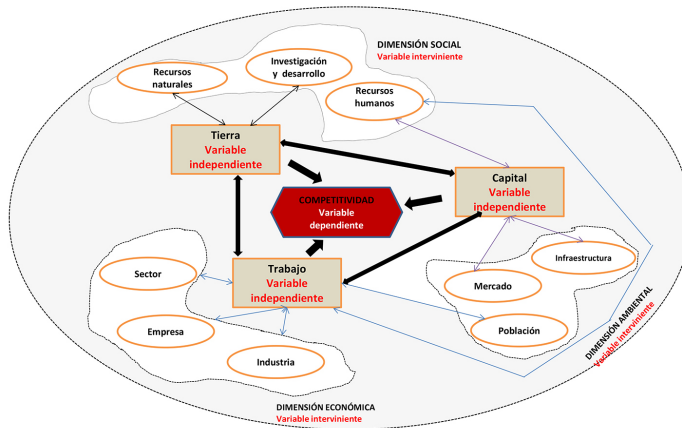 DIMENSIÓN SOCIAL
Variable interviniente
Investigación
y desarrollo
Recursos
naturales
Recursos
humanos
Tierra
Variable
independiente
Capital
Variable
independiente
COMPETITIVIDAD
Variable
dependiente
Trabajo
Variable
independiente
Sector
Empresa
Industria
Infraestructura
Mercado
Población
DIMENSIÓN AMBIENTAL
Variable interviniente
DIMENSIÓN ECONÓMICA
Variable interviniente